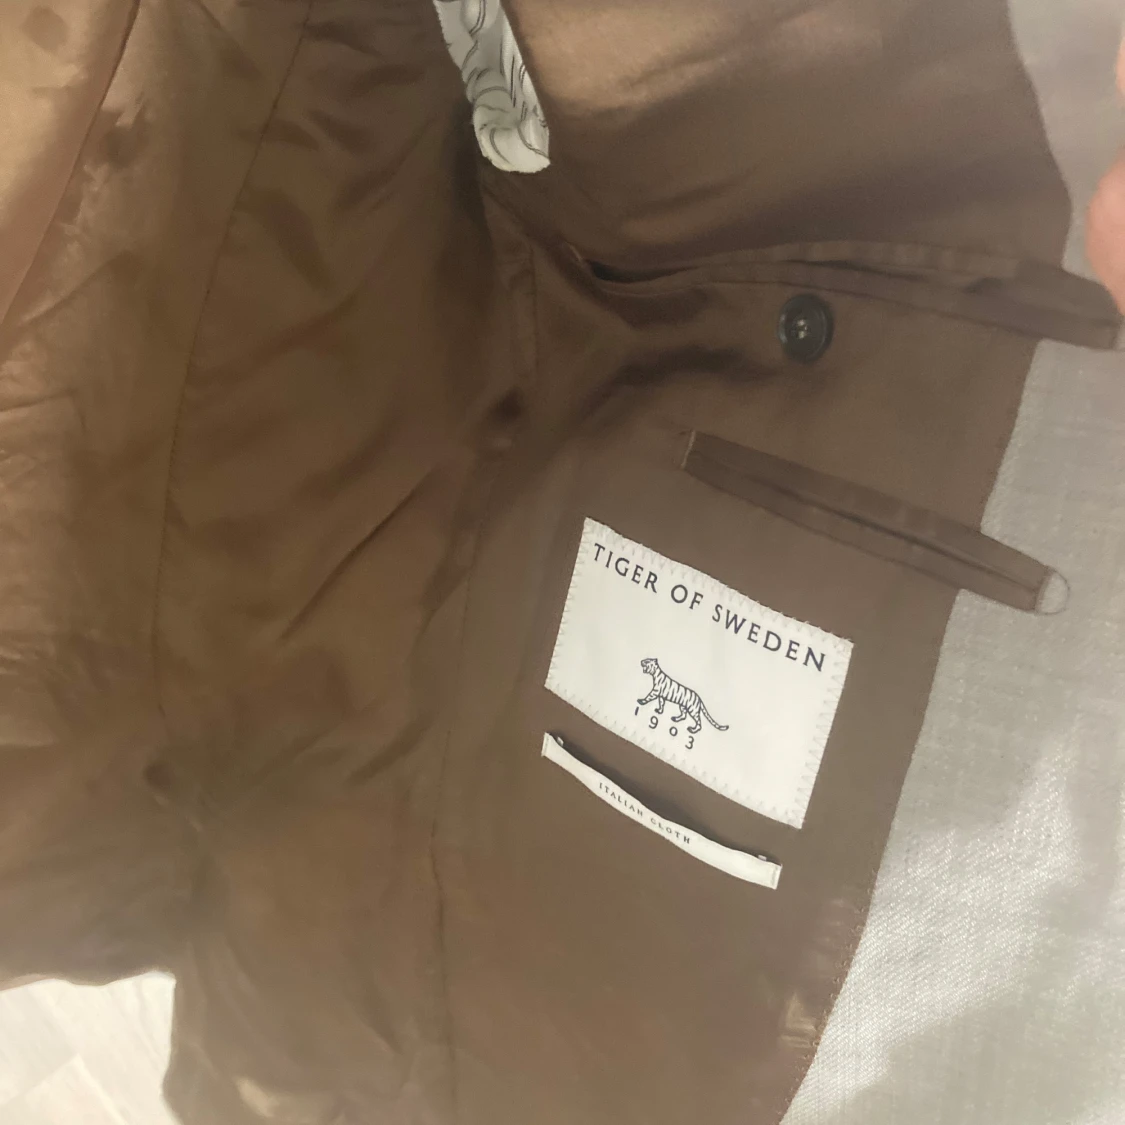 TIGER OF SWEDEN
1903
ITALIAN CLOTH